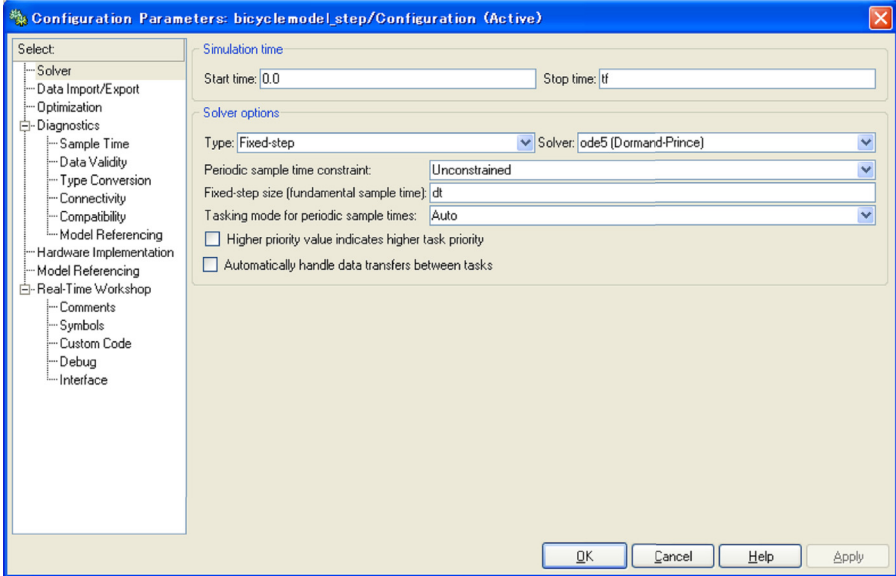 Configuration Parameters: bicyclemodel_step/Configuration (Active)
Select:
Solver
Data Import/Export
Optimization
Diagnostics
Sample Time
Data Validity
Type Conversion
Connectivity
Compatibility
Model Referencing
Hardware Implementation
Model Referencing
Real-Time Workshop
Comments
Symbols
Custom Code
Debug
Interface
Simulation time
Start time: 0.0 Stop time: tf
Solver options
Type: Fixed-step Solver: ode5 (Dormand-Prince)
Periodic sample time constraint: Unconstrained
Fixed-step size (fundamental sample time): dt
Tasking mode for periodic sample times: Auto
Higher priority value indicates higher task priority
Automatically handle data transfers between tasks
OK Cancel Help Apply